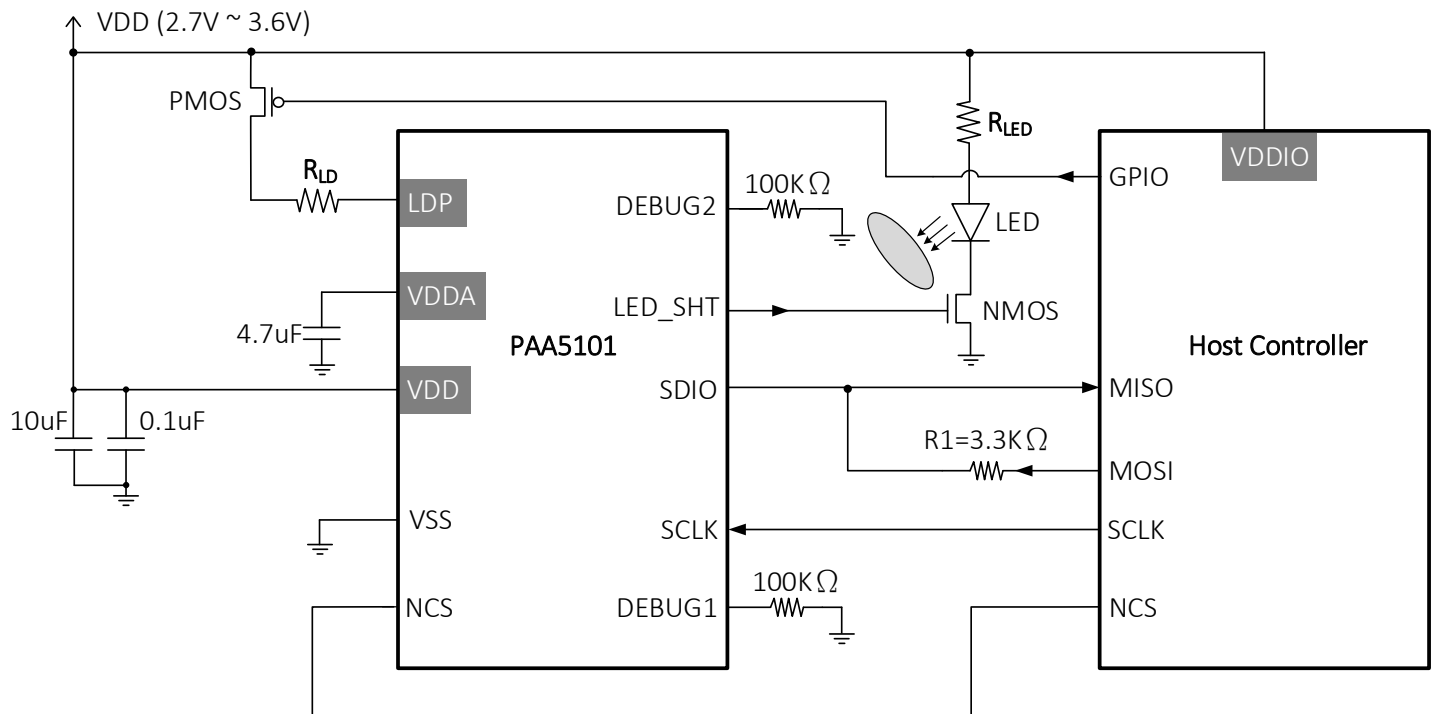 VDD (2.7V ~ 3.6V)
PMOS
RLED
VDDIO
GPIO
RLD
100KΩ
LDP
DEBUG2
LED
VDDA
LED_SHT
NMOS
4.7uF
PAA5101
Host Controller
VDD
SDIO
MISO
10uF
0.1uF
R1=3.3KΩ
MOSI
VSS
SCLK
SCLK
100KΩ
NCS
DEBUG1
NCS